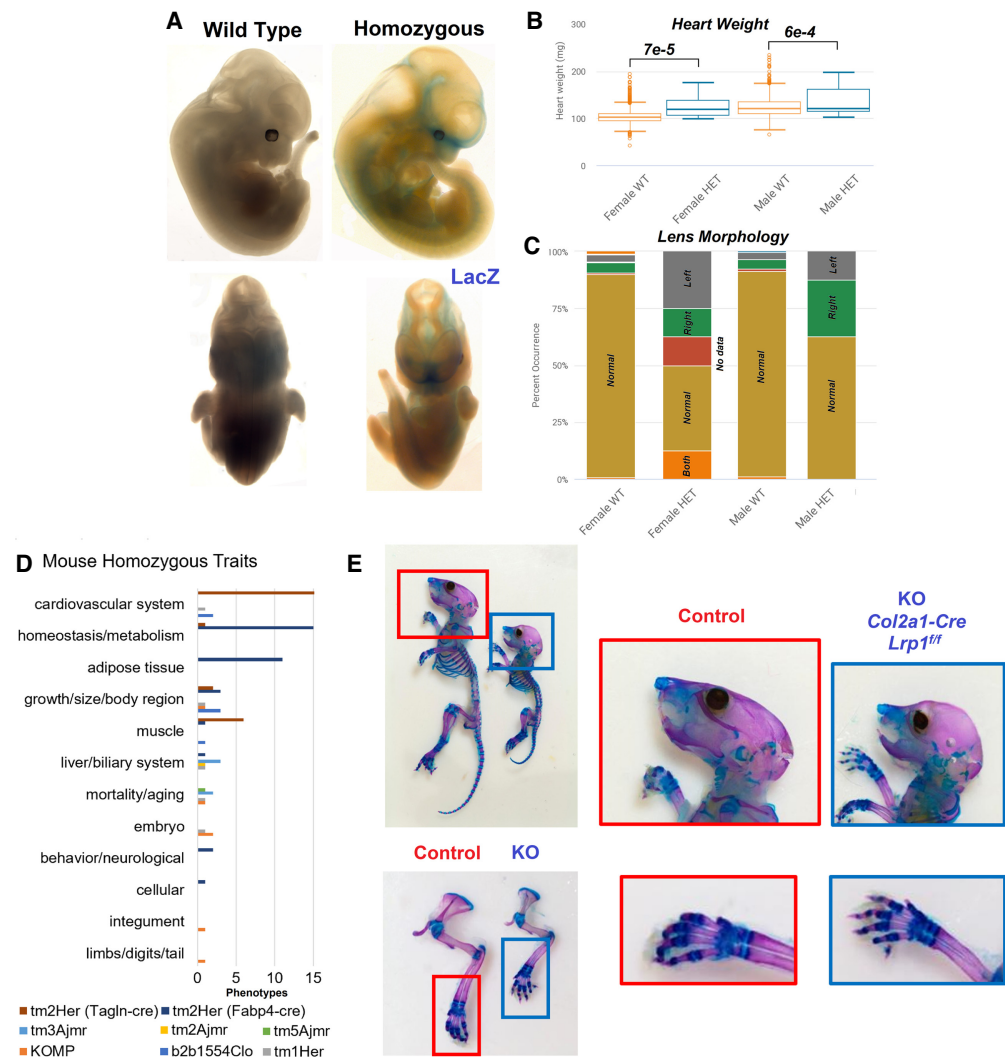 A
Wild Type
Homozygous
LacZ
B
Heart Weight
Heart weight (mg)
300
200
100
0
7e-5
6e-4
Female WT
Female HET
Male WT
Male HET
C
Lens Morphology
Percent Occurrence
100%
75%
50%
25%
0%
Normal
Left
Right
No data
Normal
Both
Normal
Left
Right
Normal
Female WT
Female HET
Male WT
Male HET
D Mouse Homozygous Traits
cardiovascular system
homeostasis/metabolism
adipose tissue
growth/size/body region
muscle
liver/biliary system
mortality/aging
embryo
behavior/neurological
cellular
integument
limbs/digits/tail
0 5 10 15
Phenotypes
tm2Her (Tagln-cre) tm2Her (Fabp4-cre)
tm3Ajmr tm2Ajmr tm5Ajmr
KOMP b2b1554Clo tm1Her
E
Control
KO
Col2a1-Cre
Lrp1f/f
Control KO